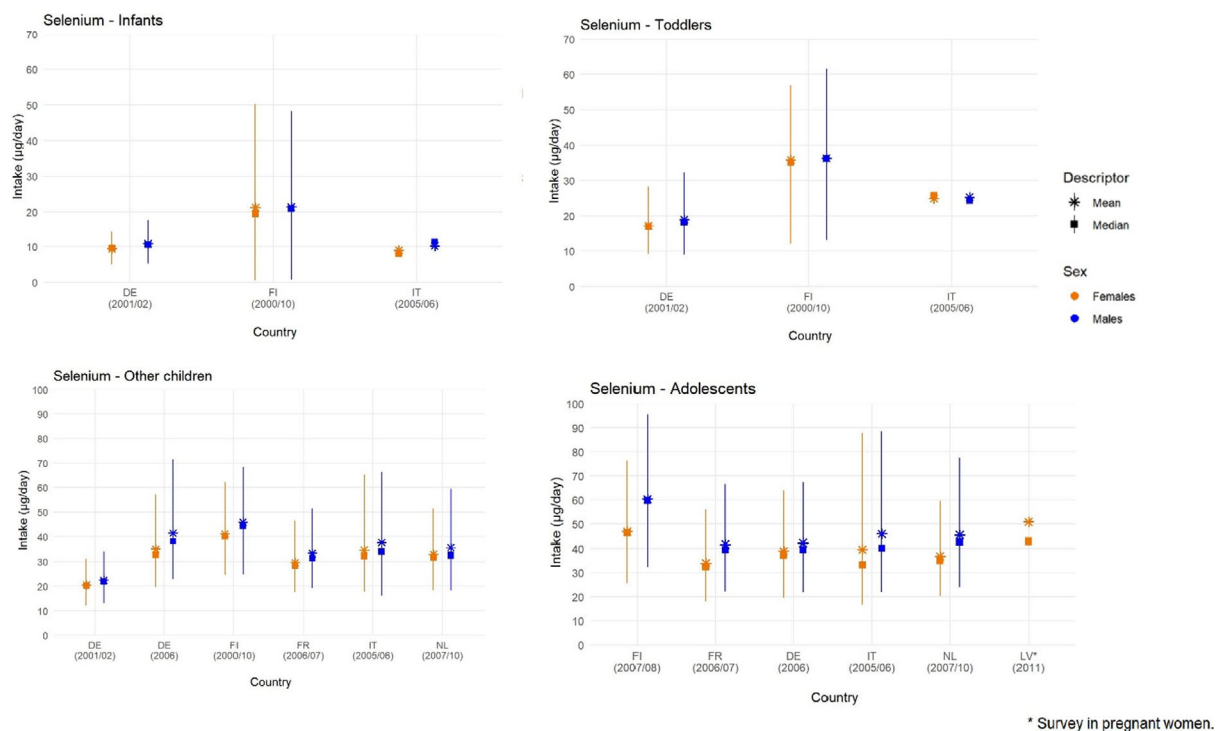 Selenium - Infants
70
60
50
40
30
20
10
0
Intake (µg/day)
DE
(2001/02)
FI
(2000/10)
IT
(2005/06)
Country
Selenium - Toddlers
70
60
50
40
30
20
10
0
Intake (µg/day)
DE
(2001/02)
FI
(2000/10)
IT
(2005/06)
Country
Descriptor
Mean
Median
Sex
Females
Males
Selenium - Other children
100
90
80
70
60
50
40
30
20
10
0
Intake (µg/day)
DE
(2001/02)
DE
(2006)
FI
(2000/10)
FR
(2006/07)
IT
(2005/06)
NL
(2007/10)
Country
Selenium - Adolescents
100
90
80
70
60
50
40
30
20
10
0
Intake (µg/day)
FI
(2007/08)
FR
(2006/07)
DE
(2006)
IT
(2005/06)
NL
(2007/10)
LV*
(2011)
Country
* Survey in pregnant women.